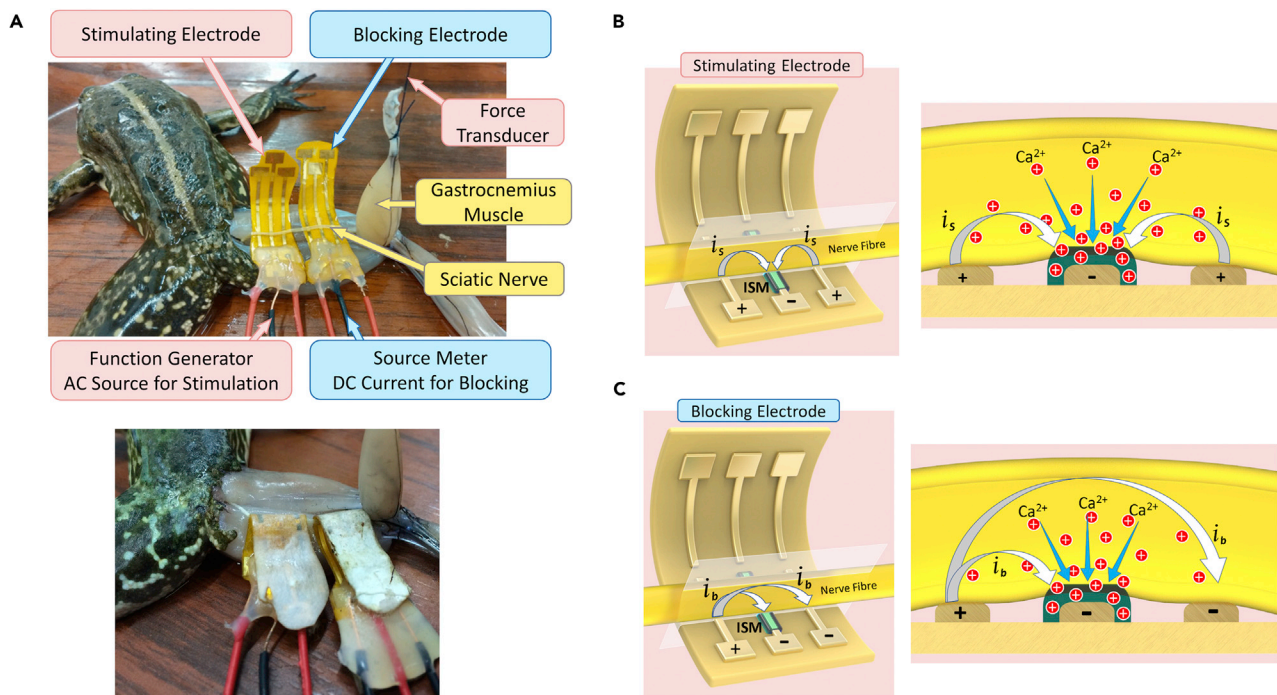 A
Stimulating Electrode
Blocking Electrode
Force
Transducer
Gastrocnemius
Muscle
Sciatic Nerve
Function Generator
AC Source for Stimulation
Source Meter
DC Current for Blocking
B
Stimulating Electrode
i_s
i_s
Nerve Fibre
ISM
+
-
+
Ca²⁺
Ca²⁺
Ca²⁺
i_s
i_s
+
-
+
C
Blocking Electrode
i_b
i_b
Nerve Fibre
ISM
+
-
-
Ca²⁺
Ca²⁺
Ca²⁺
i_b
i_b
+
-
-